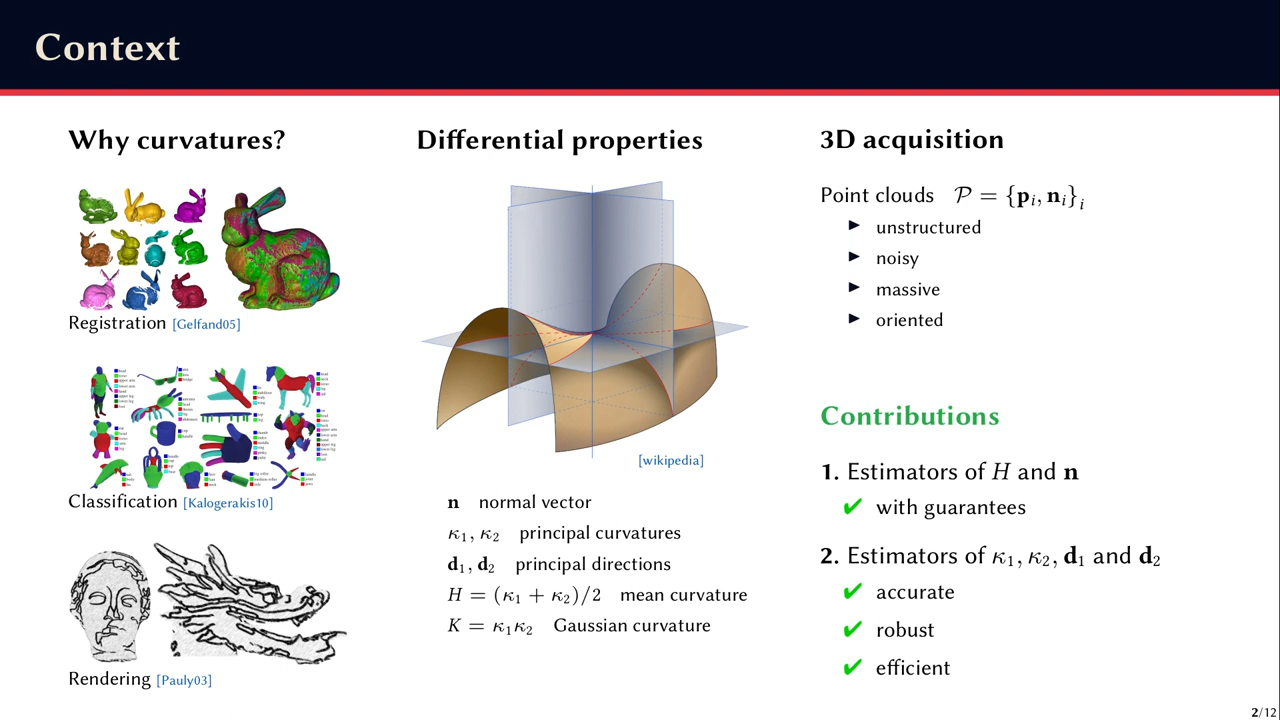 Context
Why curvatures?
Registration [Gelfand05]
Classification [Kalogerakis10]
Rendering [Pauly03]
Differential properties
[wikipedia]
n normal vector
κ₁, κ₂ principal curvatures
d₁, d₂ principal directions
H = (κ₁ + κ₂)/2 mean curvature
K = κ₁κ₂ Gaussian curvature
3D acquisition
Point clouds 𝒫 = {pᵢ, nᵢ}ᵢ
▶ unstructured
▶ noisy
▶ massive
▶ oriented
Contributions
1. Estimators of H and n
✔ with guarantees
2. Estimators of κ₁, κ₂, d₁ and d₂
✔ accurate
✔ robust
✔ efficient
2/12